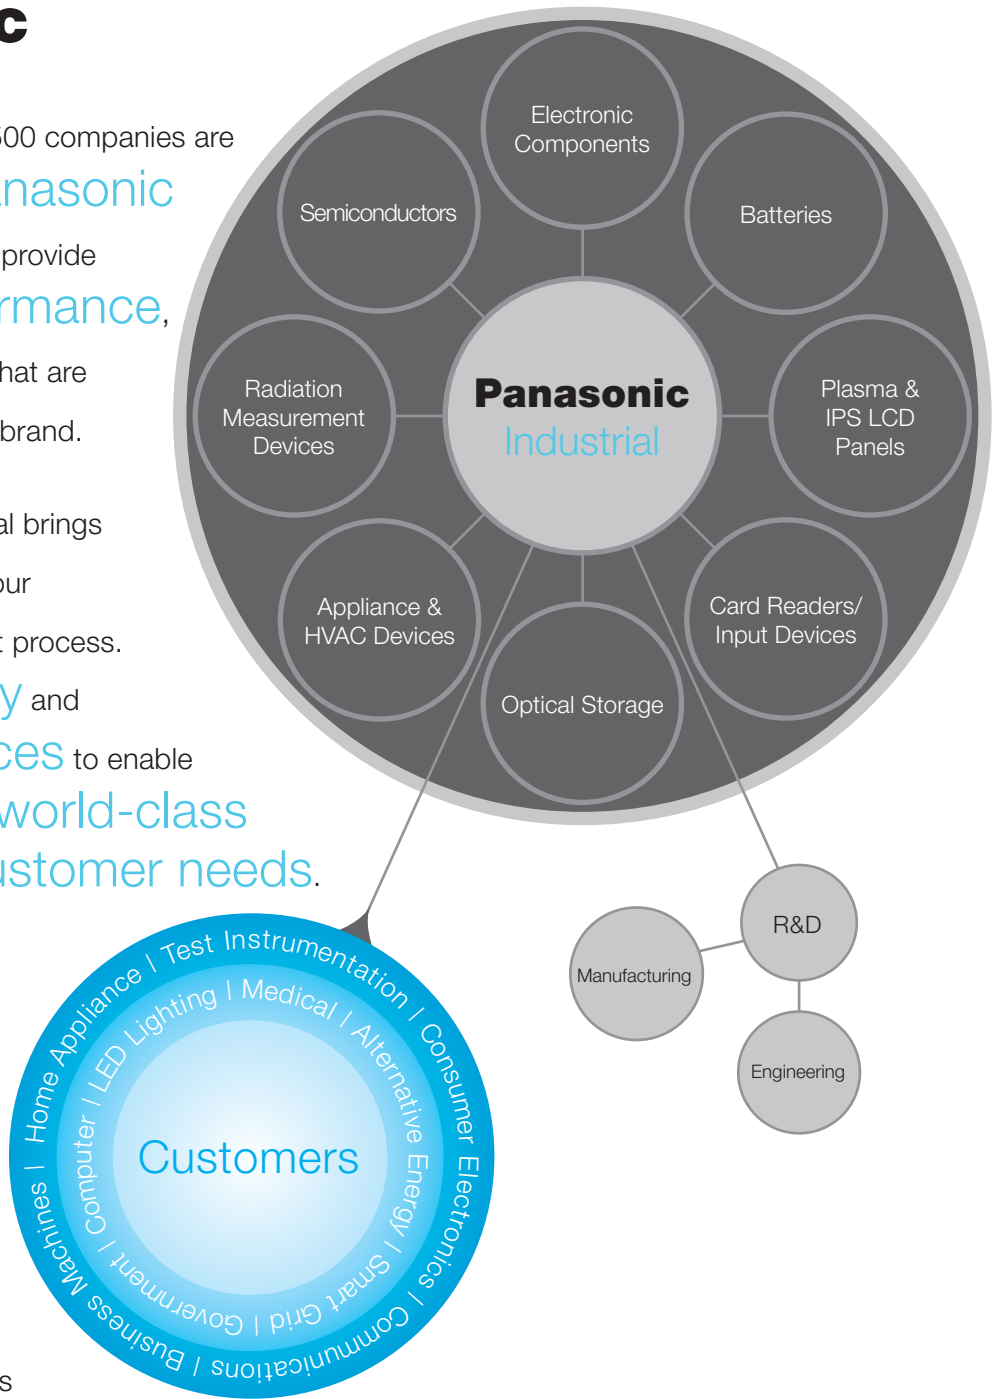 c
500 companies are
nasonic
provide
rmance,
hat are
brand.
al brings
our
t process.
y and
ces to enable
world-class
ustomer needs.
s
Electronic
Components
Semiconductors
Batteries
Radiation
Measurement
Devices
Panasonic
Industrial
Plasma &
IPS LCD
Panels
Appliance &
HVAC Devices
Card Readers/
Input Devices
Optical Storage
R&D
Manufacturing
Engineering
Home Appliance | Test Instrumentation | Consumer Electronics | Communications | Business Machines |
Computer | LED Lighting | Medical | Alternative Energy | Smart Grid | Government |
Customers